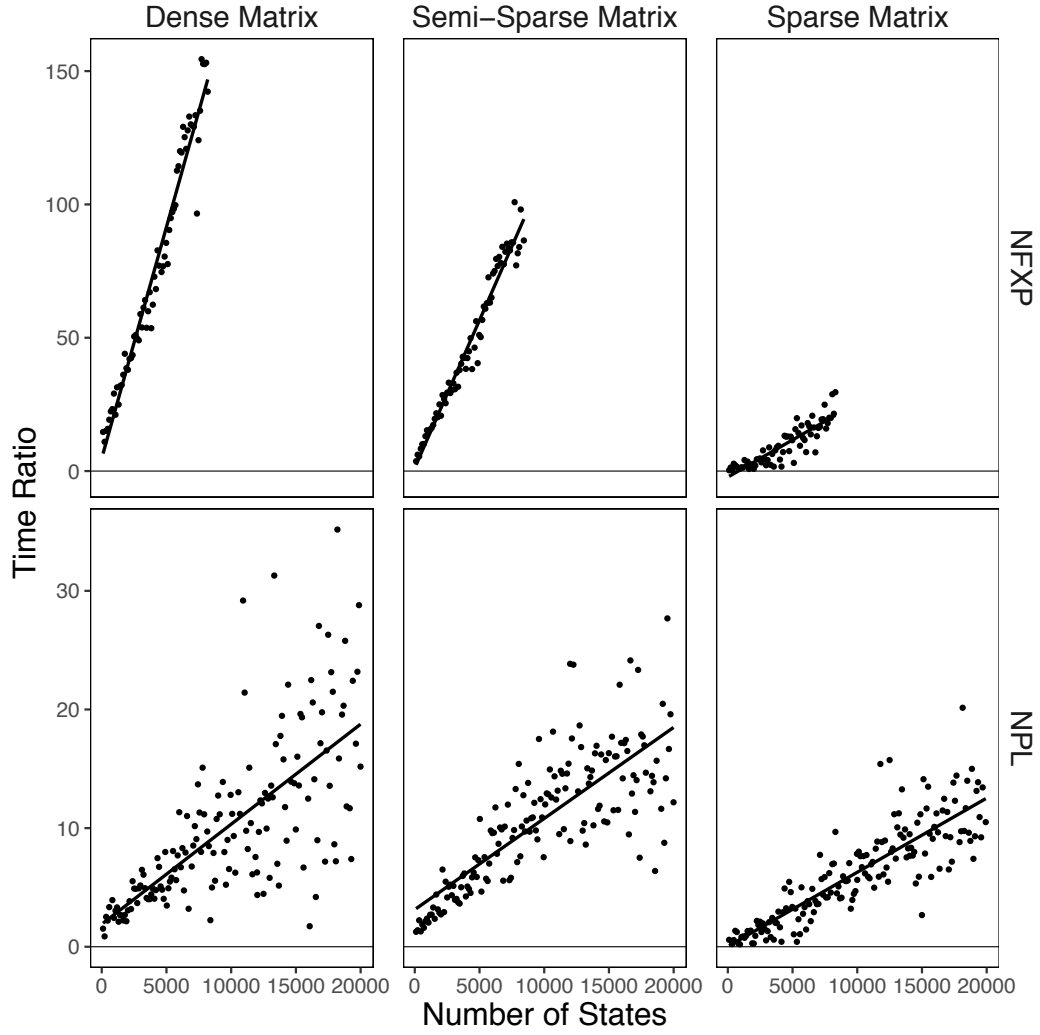 Dense Matrix
Semi−Sparse Matrix
Sparse Matrix
150
100
50
0
NFXP
Time Ratio
30
20
10
0
NPL
0 5000 10000 15000 20000
0 5000 10000 15000 20000
0 5000 10000 15000 20000
Number of States